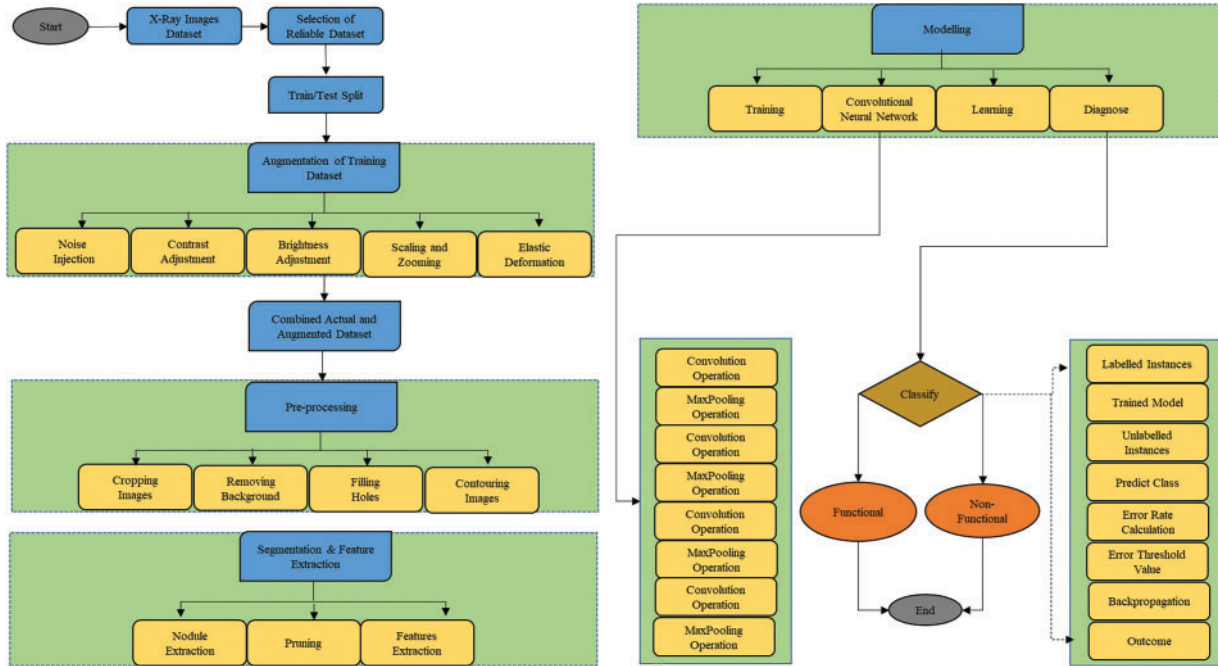 Start
X-Ray Images
Dataset
Selection of
Reliable Dataset
Train/Test Split
Augmentation of Training
Dataset
Noise
Injection
Contrast
Adjustment
Brightness
Adjustment
Scaling and
Zooming
Elastic
Deformation
Combined Actual and
Augmented Dataset
Pre-processing
Cropping
Images
Removing
Background
Filling
Holes
Contouring
Images
Segmentation & Feature
Extraction
Nodule
Extraction
Pruning
Features
Extraction
Modelling
Training
Convolutional
Neural Network
Learning
Diagnose
Convolution
Operation
MaxPooling
Operation
Convolution
Operation
MaxPooling
Operation
Convolution
Operation
MaxPooling
Operation
Convolution
Operation
MaxPooling
Operation
Classify
Functional
Non-
Functional
End
Labelled Instances
Trained Model
Unlabelled
Instances
Predict Class
Error Rate
Calculation
Error Threshold
Value
Backpropagation
Outcome